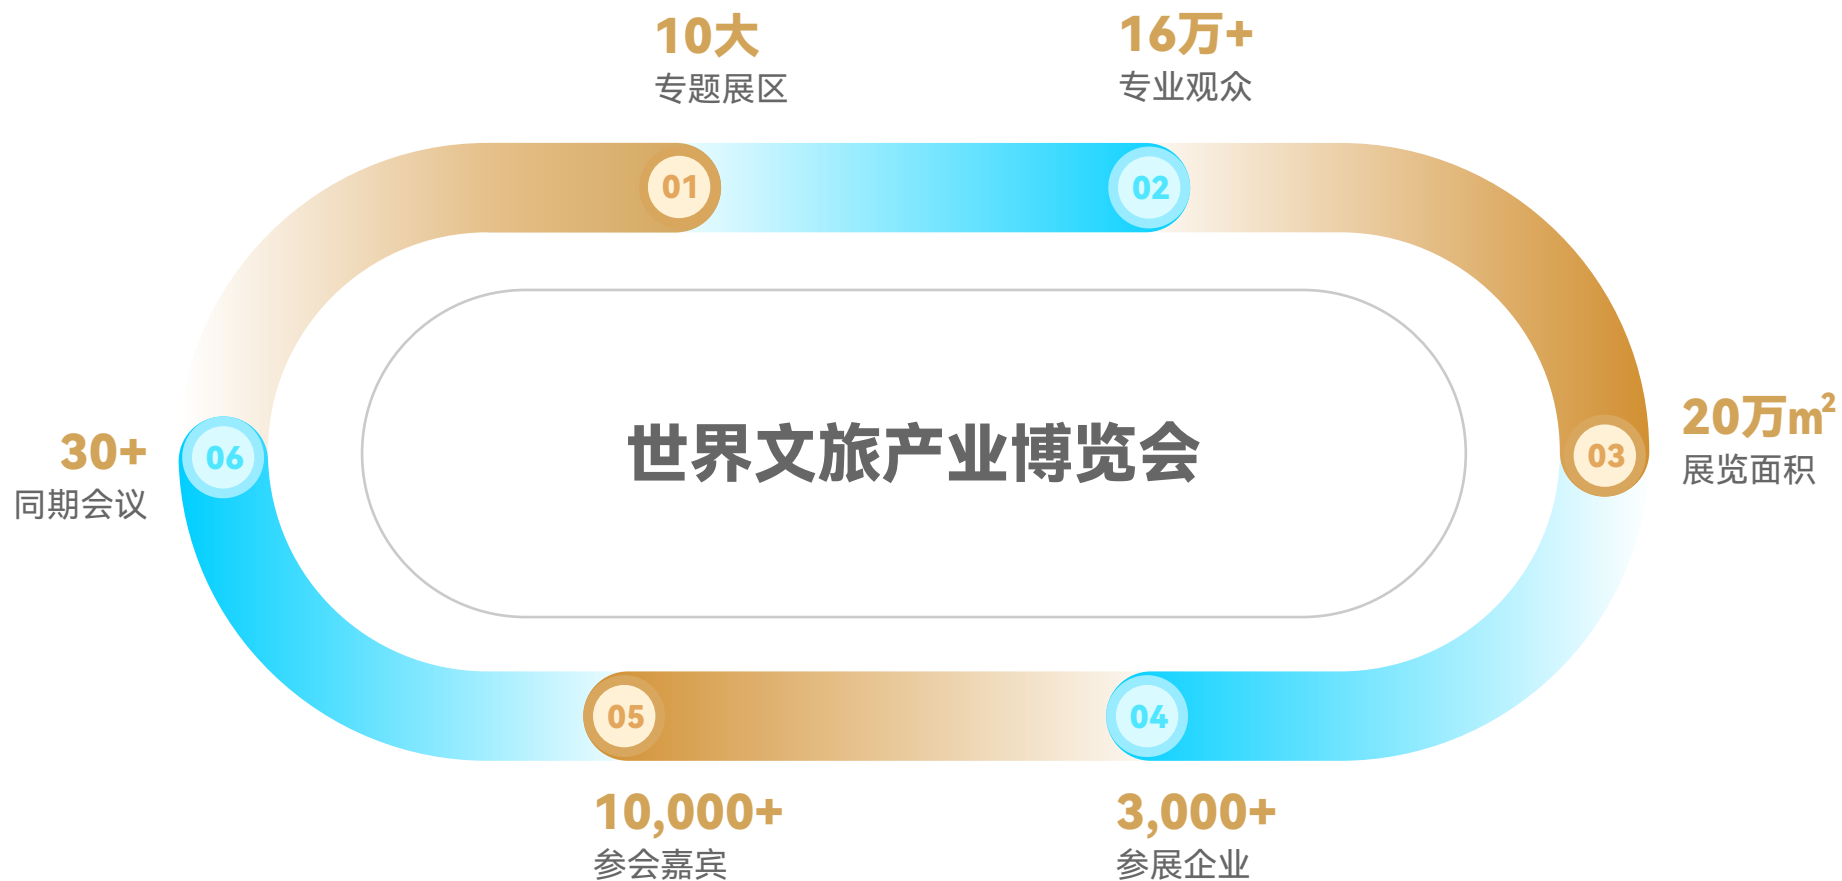 10大
专题展区
16万+
专业观众
01
02
20万m²
展览面积
03
世界文旅产业博览会
30+
同期会议
06
05
04
10,000+
参会嘉宾
3,000+
参展企业